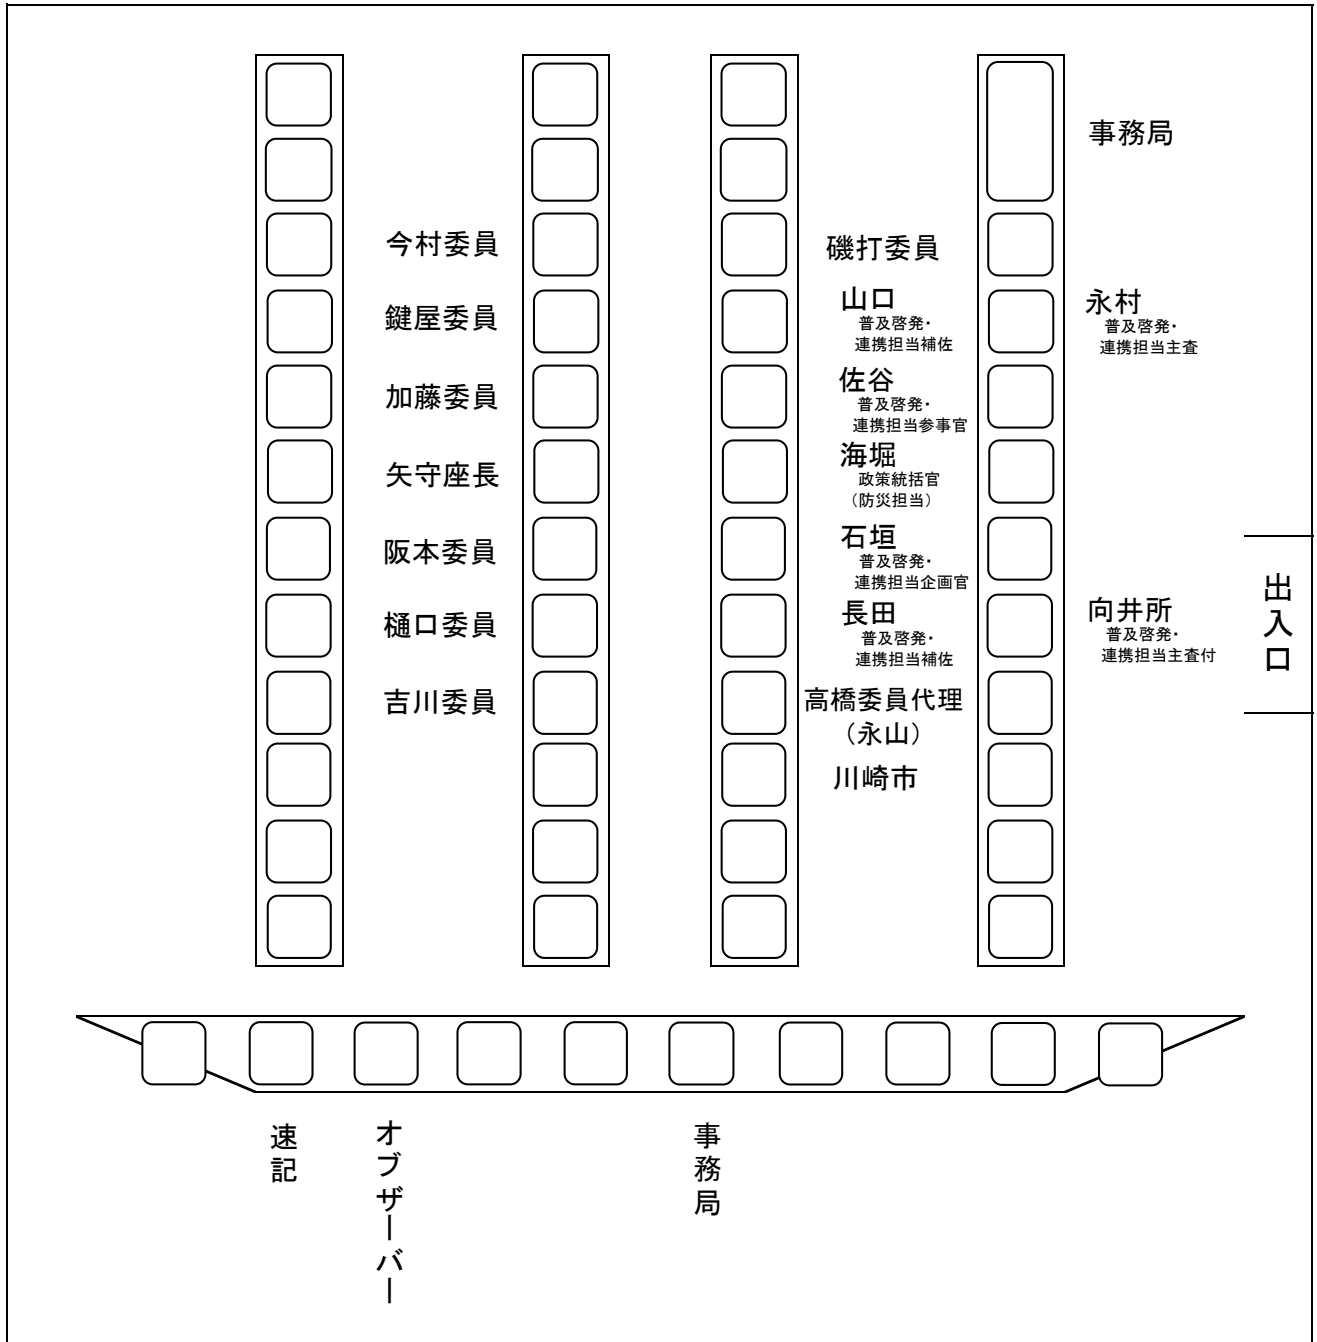 事務局
今村委員
磯打委員
鍵屋委員
山口
普及啓発・
連携担当補佐
永村
普及啓発・
連携担当主査
加藤委員
佐谷
普及啓発・
連携担当参事官
矢守座長
海堀
政策統括官
（防災担当）
阪本委員
石垣
普及啓発・
連携担当企画官
樋口委員
長田
普及啓発・
連携担当補佐
向井所
普及啓発・
連携担当主査付
出入口
吉川委員
高橋委員代理
（永山）
川崎市
速記
オブザーバー
事務局